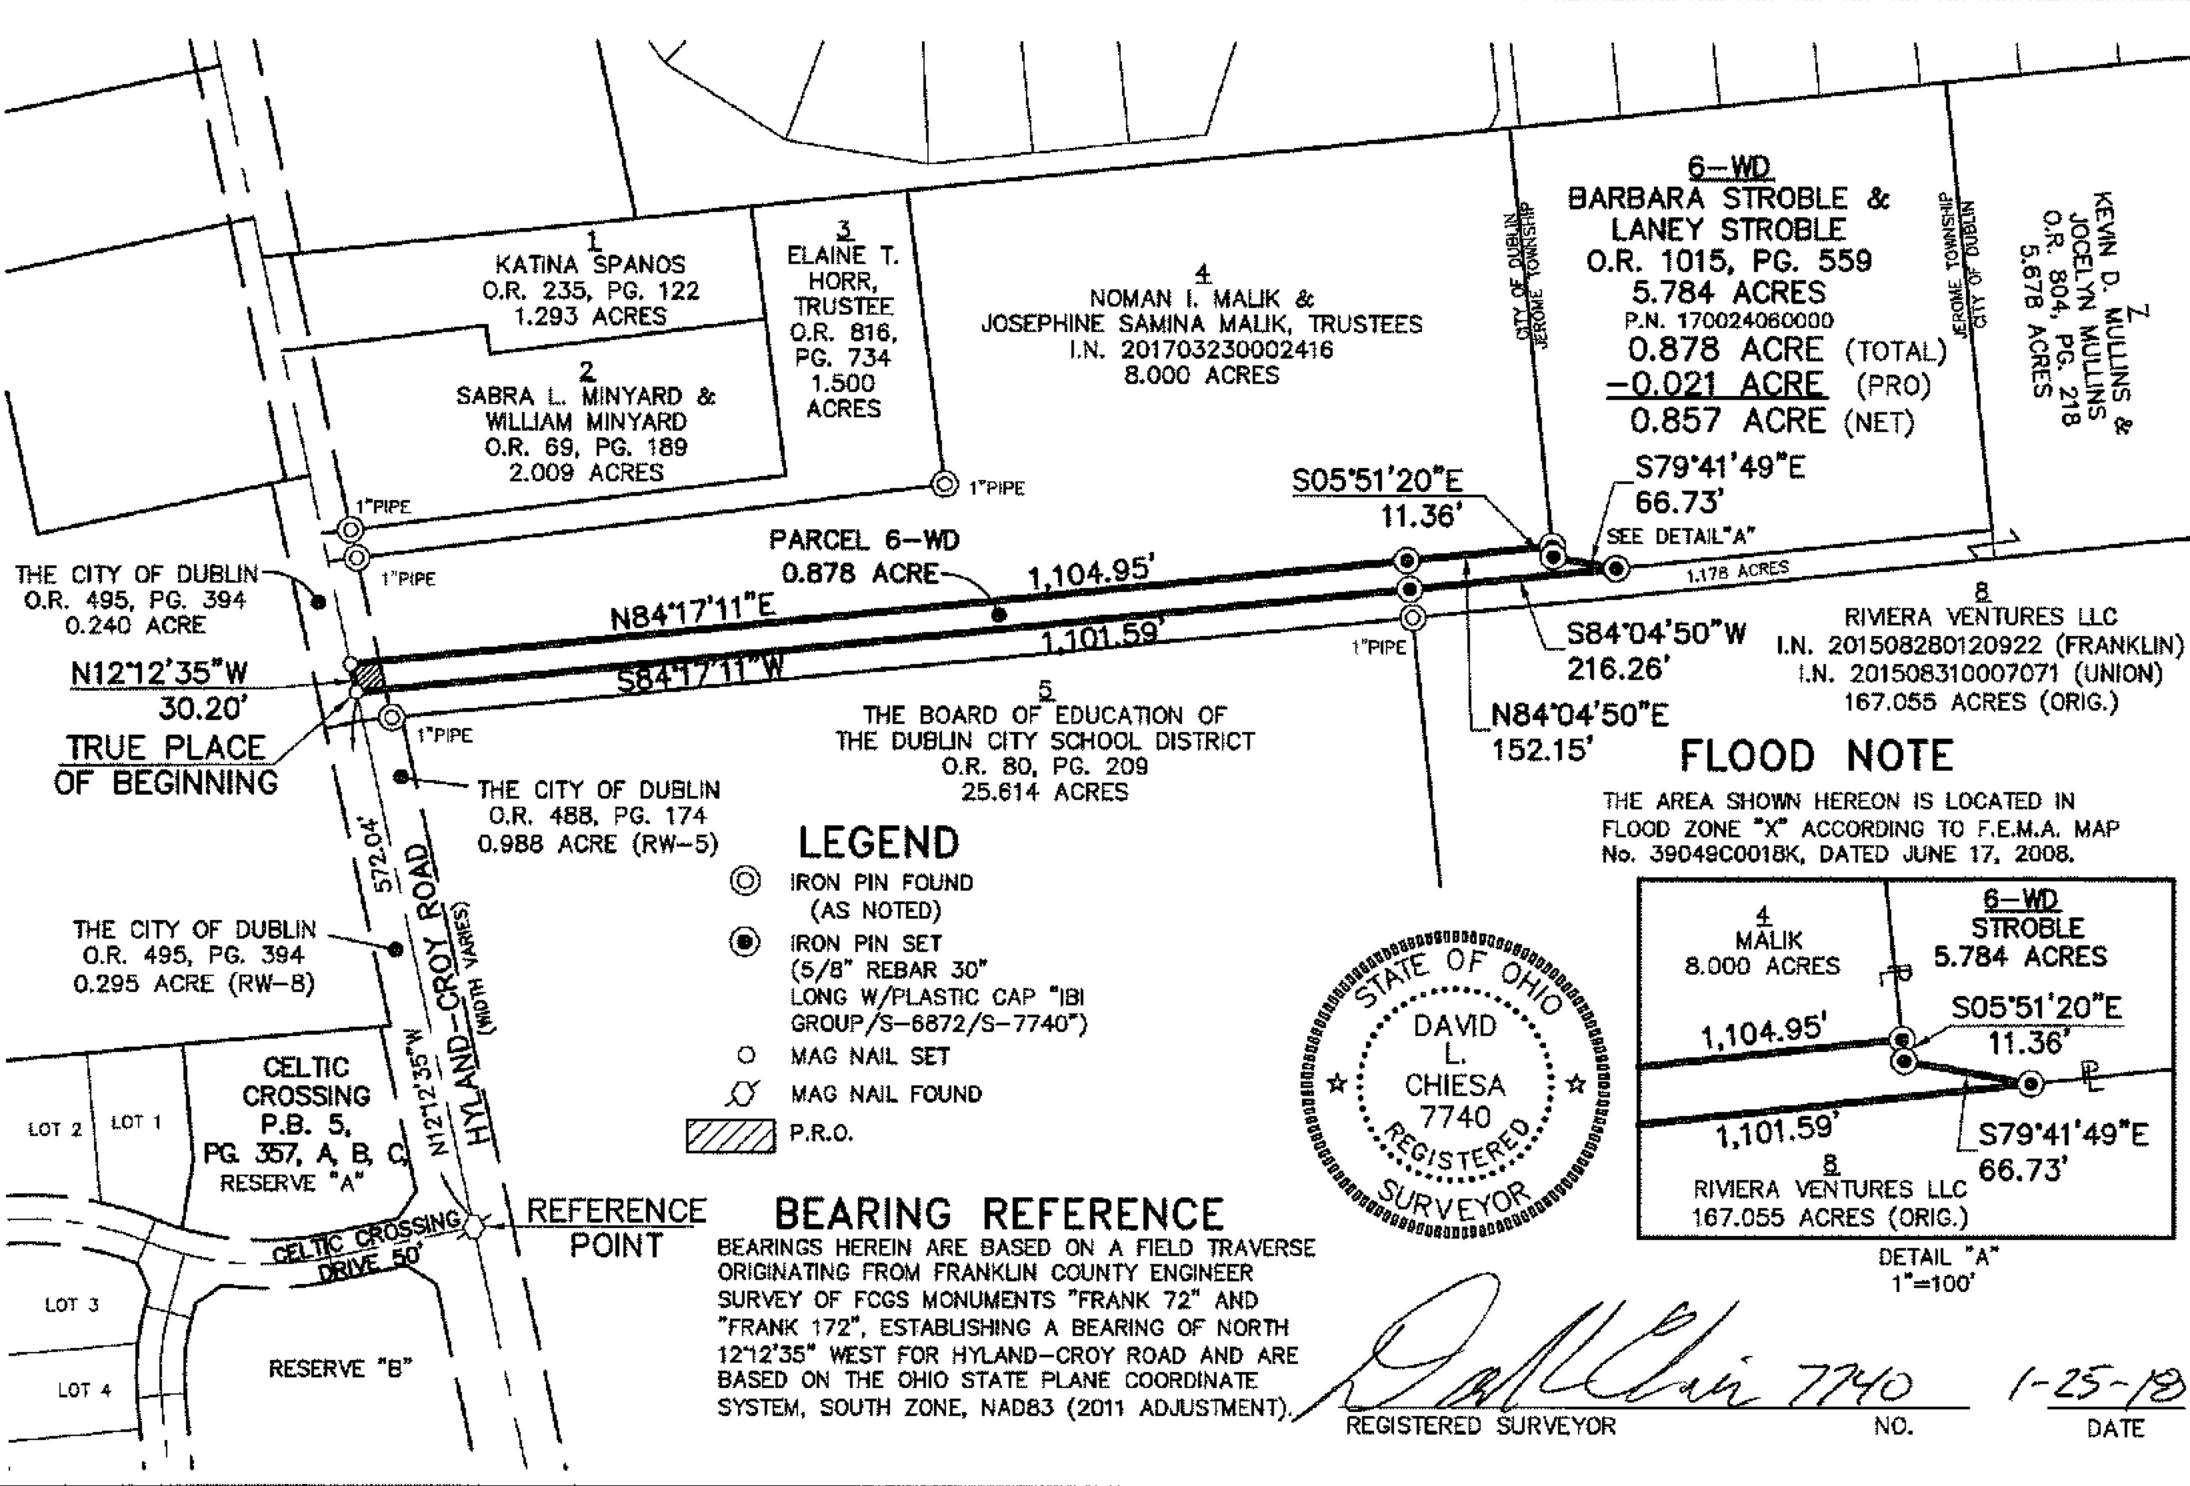 1
KATINA SPANOS
O.R. 235, PG. 122
1.293 ACRES
2
SABRA L. MINYARD &
WILLIAM MINYARD
O.R. 69, PG. 189
2.009 ACRES
3
ELAINE T.
HORR,
TRUSTEE
O.R. 816,
PG. 734
1.500
ACRES
4
NOMAN I. MALIK &
JOSEPHINE SAMINA MALIK, TRUSTEES
I.N. 201703230002416
8.000 ACRES
CITY OF DUBLIN
JEROME TOWNSHIP
6-WD
BARBARA STROBLE &
LANEY STROBLE
O.R. 1015, PG. 559
5.784 ACRES
P.N. 170024060000
0.878 ACRE (TOTAL)
-0.021 ACRE (PRO)
0.857 ACRE (NET)
JEROME TOWNSHIP
CITY OF DUBLIN
7
KEVIN D. MULLINS &
JOCELYN MULLINS
O.R. 804, PG. 218
5.678 ACRES
S05°51'20"E
11.36'
S79°41'49"E
66.73'
SEE DETAIL"A"
1.178 ACRES
1"PIPE
1"PIPE
1"PIPE
PARCEL 6-WD
0.878 ACRE
1,104.95'
N84°17'11"E
1,101.59'
S84°17'11"W
THE CITY OF DUBLIN
O.R. 495, PG. 394
0.240 ACRE
N12°12'35"W
30.20'
TRUE PLACE
OF BEGINNING
1"PIPE
1"PIPE
S84°04'50"W
216.26'
N84°04'50"E
152.15'
8
RIVIERA VENTURES LLC
I.N. 201508280120922 (FRANKLIN)
I.N. 201508310007071 (UNION)
167.055 ACRES (ORIG.)
5
THE BOARD OF EDUCATION OF
THE DUBLIN CITY SCHOOL DISTRICT
O.R. 80, PG. 209
25.614 ACRES
THE CITY OF DUBLIN
O.R. 488, PG. 174
0.988 ACRE (RW-5)
572.04'
HYLAND-CROY ROAD
(WIDTH VARIES)
N12°12'35"W
THE CITY OF DUBLIN
O.R. 495, PG. 394
0.295 ACRE (RW-8)
FLOOD NOTE
THE AREA SHOWN HEREON IS LOCATED IN
FLOOD ZONE "X" ACCORDING TO F.E.M.A. MAP
No. 39049C0018K, DATED JUNE 17, 2008.
LEGEND
IRON PIN FOUND
(AS NOTED)
IRON PIN SET
(5/8" REBAR 30"
LONG W/PLASTIC CAP "IBI
GROUP/S-6872/S-7740")
MAG NAIL SET
MAG NAIL FOUND
P.R.O.
CELTIC
CROSSING
P.B. 5,
PG. 357, A, B, C,
RESERVE "A"
LOT 2
LOT 1
CELTIC CROSSING
DRIVE 50'
LOT 3
LOT 4
RESERVE "B"
REFERENCE
POINT
BEARING REFERENCE
BEARINGS HEREIN ARE BASED ON A FIELD TRAVERSE
ORIGINATING FROM FRANKLIN COUNTY ENGINEER
SURVEY OF FCGS MONUMENTS "FRANK 72" AND
"FRANK 172", ESTABLISHING A BEARING OF NORTH
12°12'35" WEST FOR HYLAND-CROY ROAD AND ARE
BASED ON THE OHIO STATE PLANE COORDINATE
SYSTEM, SOUTH ZONE, NAD83 (2011 ADJUSTMENT).
STATE OF OHIO
DAVID
L.
CHIESA
7740
REGISTERED
SURVEYOR
4
MALIK
8.000 ACRES
PL
6-WD
STROBLE
5.784 ACRES
1,104.95'
S05°51'20"E
11.36'
PL
1,101.59'
S79°41'49"E
66.73'
8
RIVIERA VENTURES LLC
167.055 ACRES (ORIG.)
DETAIL "A"
1"=100'
7740
1-25-18
REGISTERED SURVEYOR
NO.
DATE